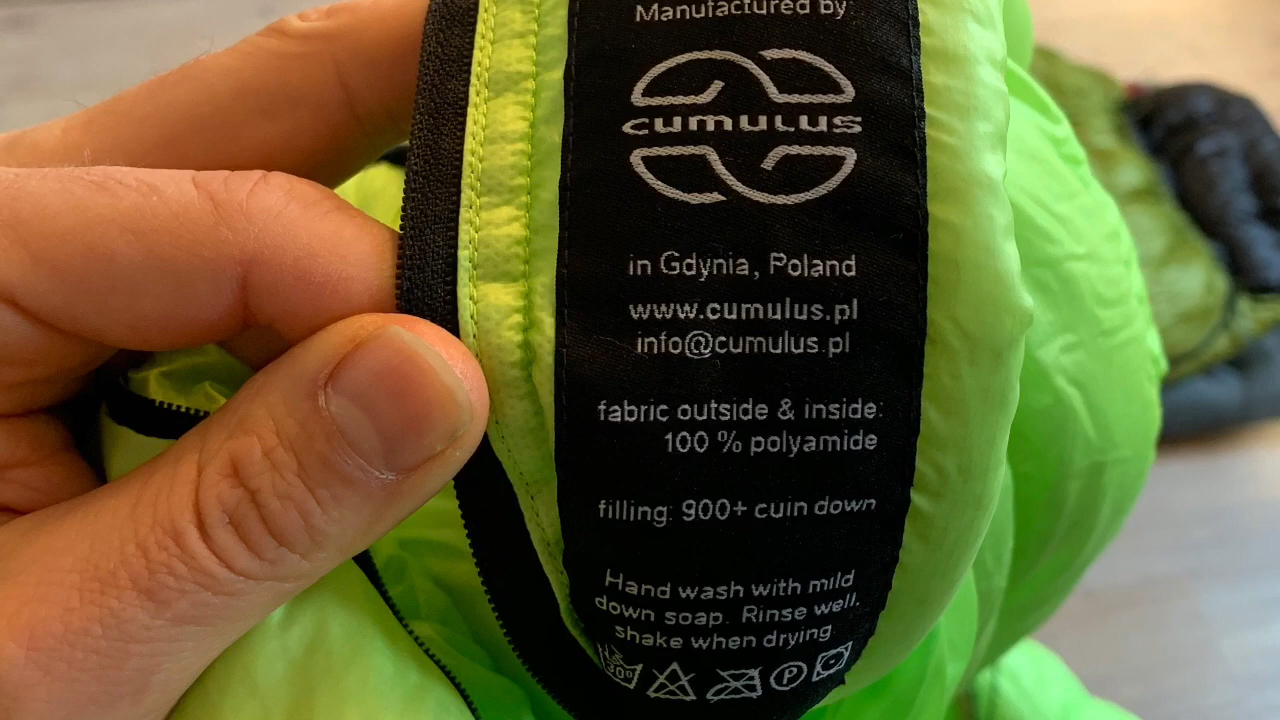 Manufactured by
cumulus
in Gdynia, Poland
www.cumulus.pl
info@cumulus.pl
fabric outside & inside:
100 % polyamide
filling: 900+ cuin down
Hand wash with mild
down soap. Rinse well,
shake when drying.
30° P